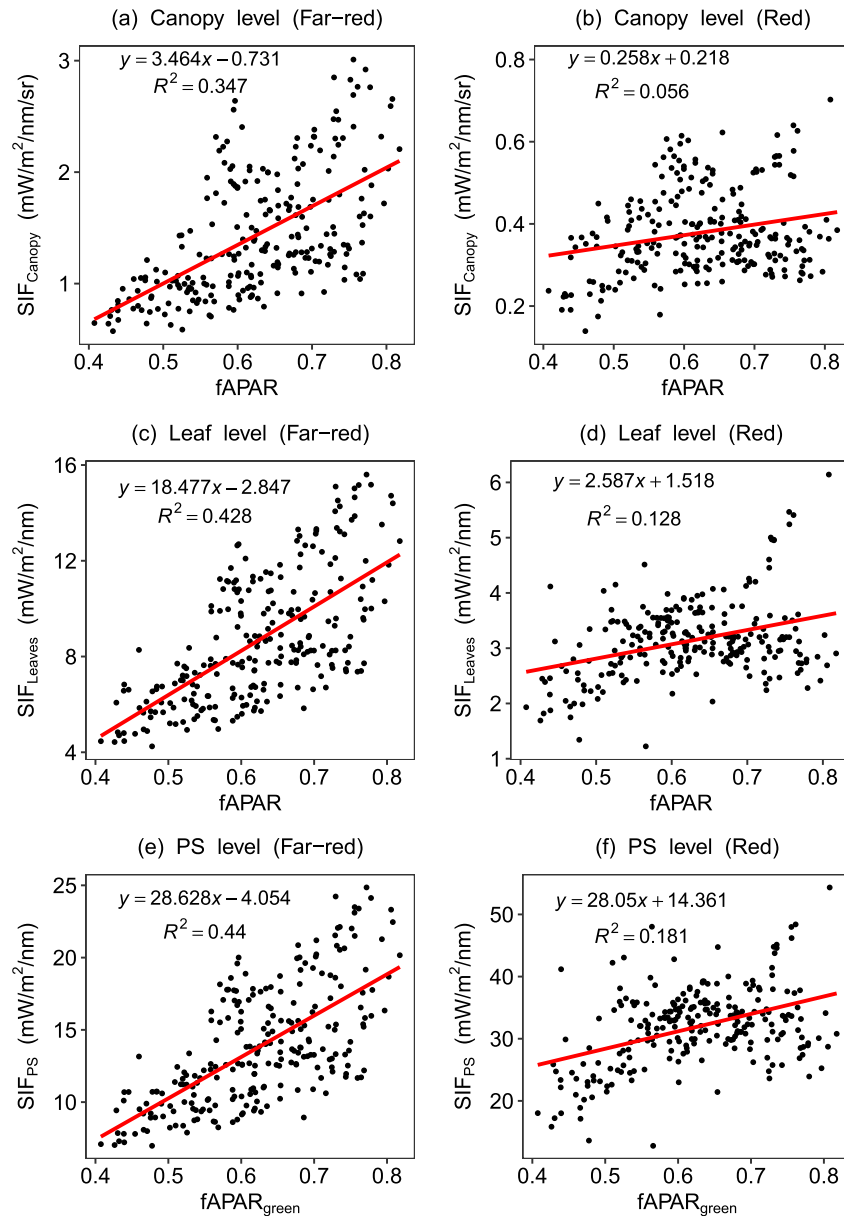 (a) Canopy level (Far−red)
y = 3.464x − 0.731
R² = 0.347
SIF_Canopy (mW/m²/nm/sr)
3
2
1
0.4 0.5 0.6 0.7 0.8
fAPAR
(b) Canopy level (Red)
y = 0.258x + 0.218
R² = 0.056
SIF_Canopy (mW/m²/nm/sr)
0.8
0.6
0.4
0.2
0.4 0.5 0.6 0.7 0.8
fAPAR
(c) Leaf level (Far−red)
y = 18.477x − 2.847
R² = 0.428
SIF_Leaves (mW/m²/nm)
16
12
8
4
0.4 0.5 0.6 0.7 0.8
fAPAR
(d) Leaf level (Red)
y = 2.587x + 1.518
R² = 0.128
SIF_Leaves (mW/m²/nm)
6
5
4
3
2
1
0.4 0.5 0.6 0.7 0.8
fAPAR
(e) PS level (Far−red)
y = 28.628x − 4.054
R² = 0.44
SIF_PS (mW/m²/nm)
25
20
15
10
0.4 0.5 0.6 0.7 0.8
fAPAR_green
(f) PS level (Red)
y = 28.05x + 14.361
R² = 0.181
SIF_PS (mW/m²/nm)
50
40
30
20
0.4 0.5 0.6 0.7 0.8
fAPAR_green